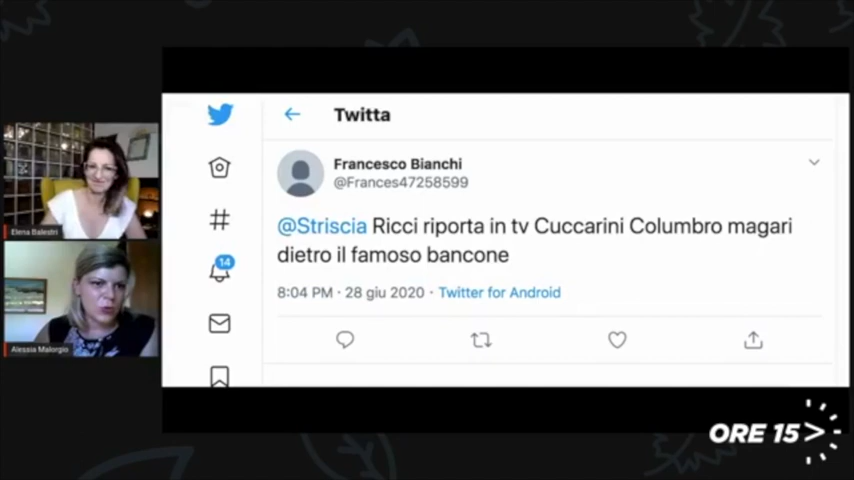 Twitta
Francesco Bianchi
@Frances47258599
@Striscia Ricci riporta in tv Cuccarini Columbro magari
dietro il famoso bancone
8:04 PM · 28 giu 2020 · Twitter for Android
14
Elena Balestri
Alessia Malorgio
ORE 15>